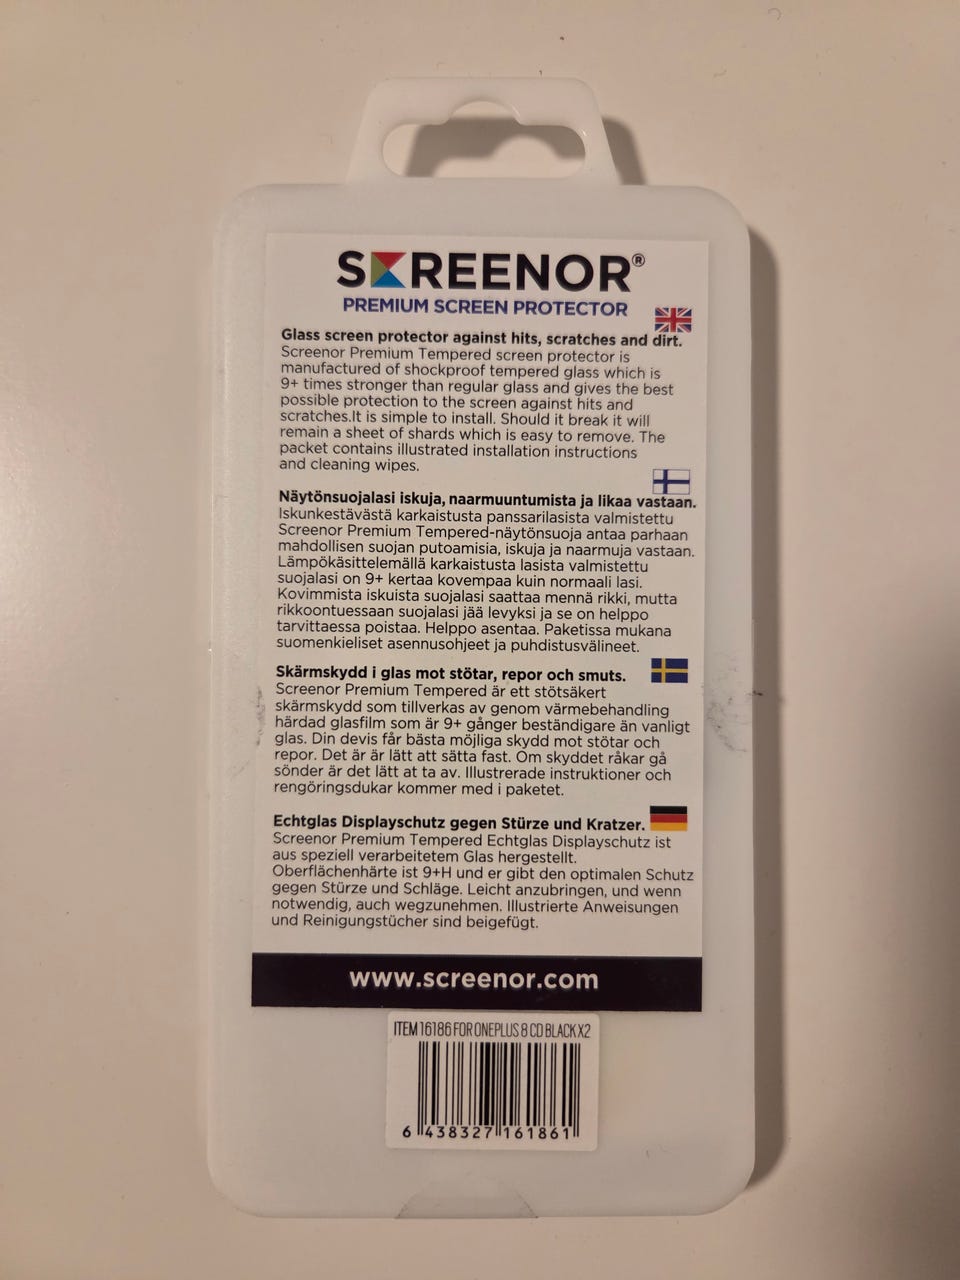 SCREENOR®
PREMIUM SCREEN PROTECTOR
Glass screen protector against hits, scratches and dirt.
Screenor Premium Tempered screen protector is
manufactured of shockproof tempered glass which is
9+ times stronger than regular glass and gives the best
possible protection to the screen against hits and
scratches.It is simple to install. Should it break it will
remain a sheet of shards which is easy to remove. The
packet contains illustrated installation instructions
and cleaning wipes.
Näytönsuojalasi iskuja, naarmuuntumista ja likaa vastaan.
Iskunkestävästä karkaistusta panssarilasista valmistettu
Screenor Premium Tempered-näytönsuoja antaa parhaan
mahdollisen suojan putoamisia, iskuja ja naarmuja vastaan.
Lämpökäsittelemällä karkaistusta lasista valmistettu
suojalasi on 9+ kertaa kovempaa kuin normaali lasi.
Kovimmista iskuista suojalasi saattaa mennä rikki, mutta
rikkoontuessaan suojalasi jää levyksi ja se on helppo
tarvittaessa poistaa. Helppo asentaa. Paketissa mukana
suomenkieliset asennusohjeet ja puhdistusvälineet.
Skärmskydd i glas mot stötar, repor och smuts.
Screenor Premium Tempered är ett stötsäkert
skärmskydd som tillverkas av genom värmebehandling
härdad glasfilm som är 9+ gånger beständigare än vanligt
glas. Din devis får bästa möjliga skydd mot stötar och
repor. Det är är lätt att sätta fast. Om skyddet råkar gå
sönder är det lätt at ta av. Illustrerade instruktioner och
rengöringsdukar kommer med i paketet.
Echtglas Displayschutz gegen Stürze und Kratzer.
Screenor Premium Tempered Echtglas Displayschutz ist
aus speziell verarbeitetem Glas hergestellt.
Oberflächenhärte ist 9+H und er gibt den optimalen Schutz
gegen Stürze und Schläge. Leicht anzubringen, und wenn
notwendig, auch wegzunehmen. Illustrierte Anweisungen
und Reinigungstücher sind beigefügt.
www.screenor.com
ITEM 16186 FOR ONEPLUS 8 CD BLACK X2
6 438327 161861